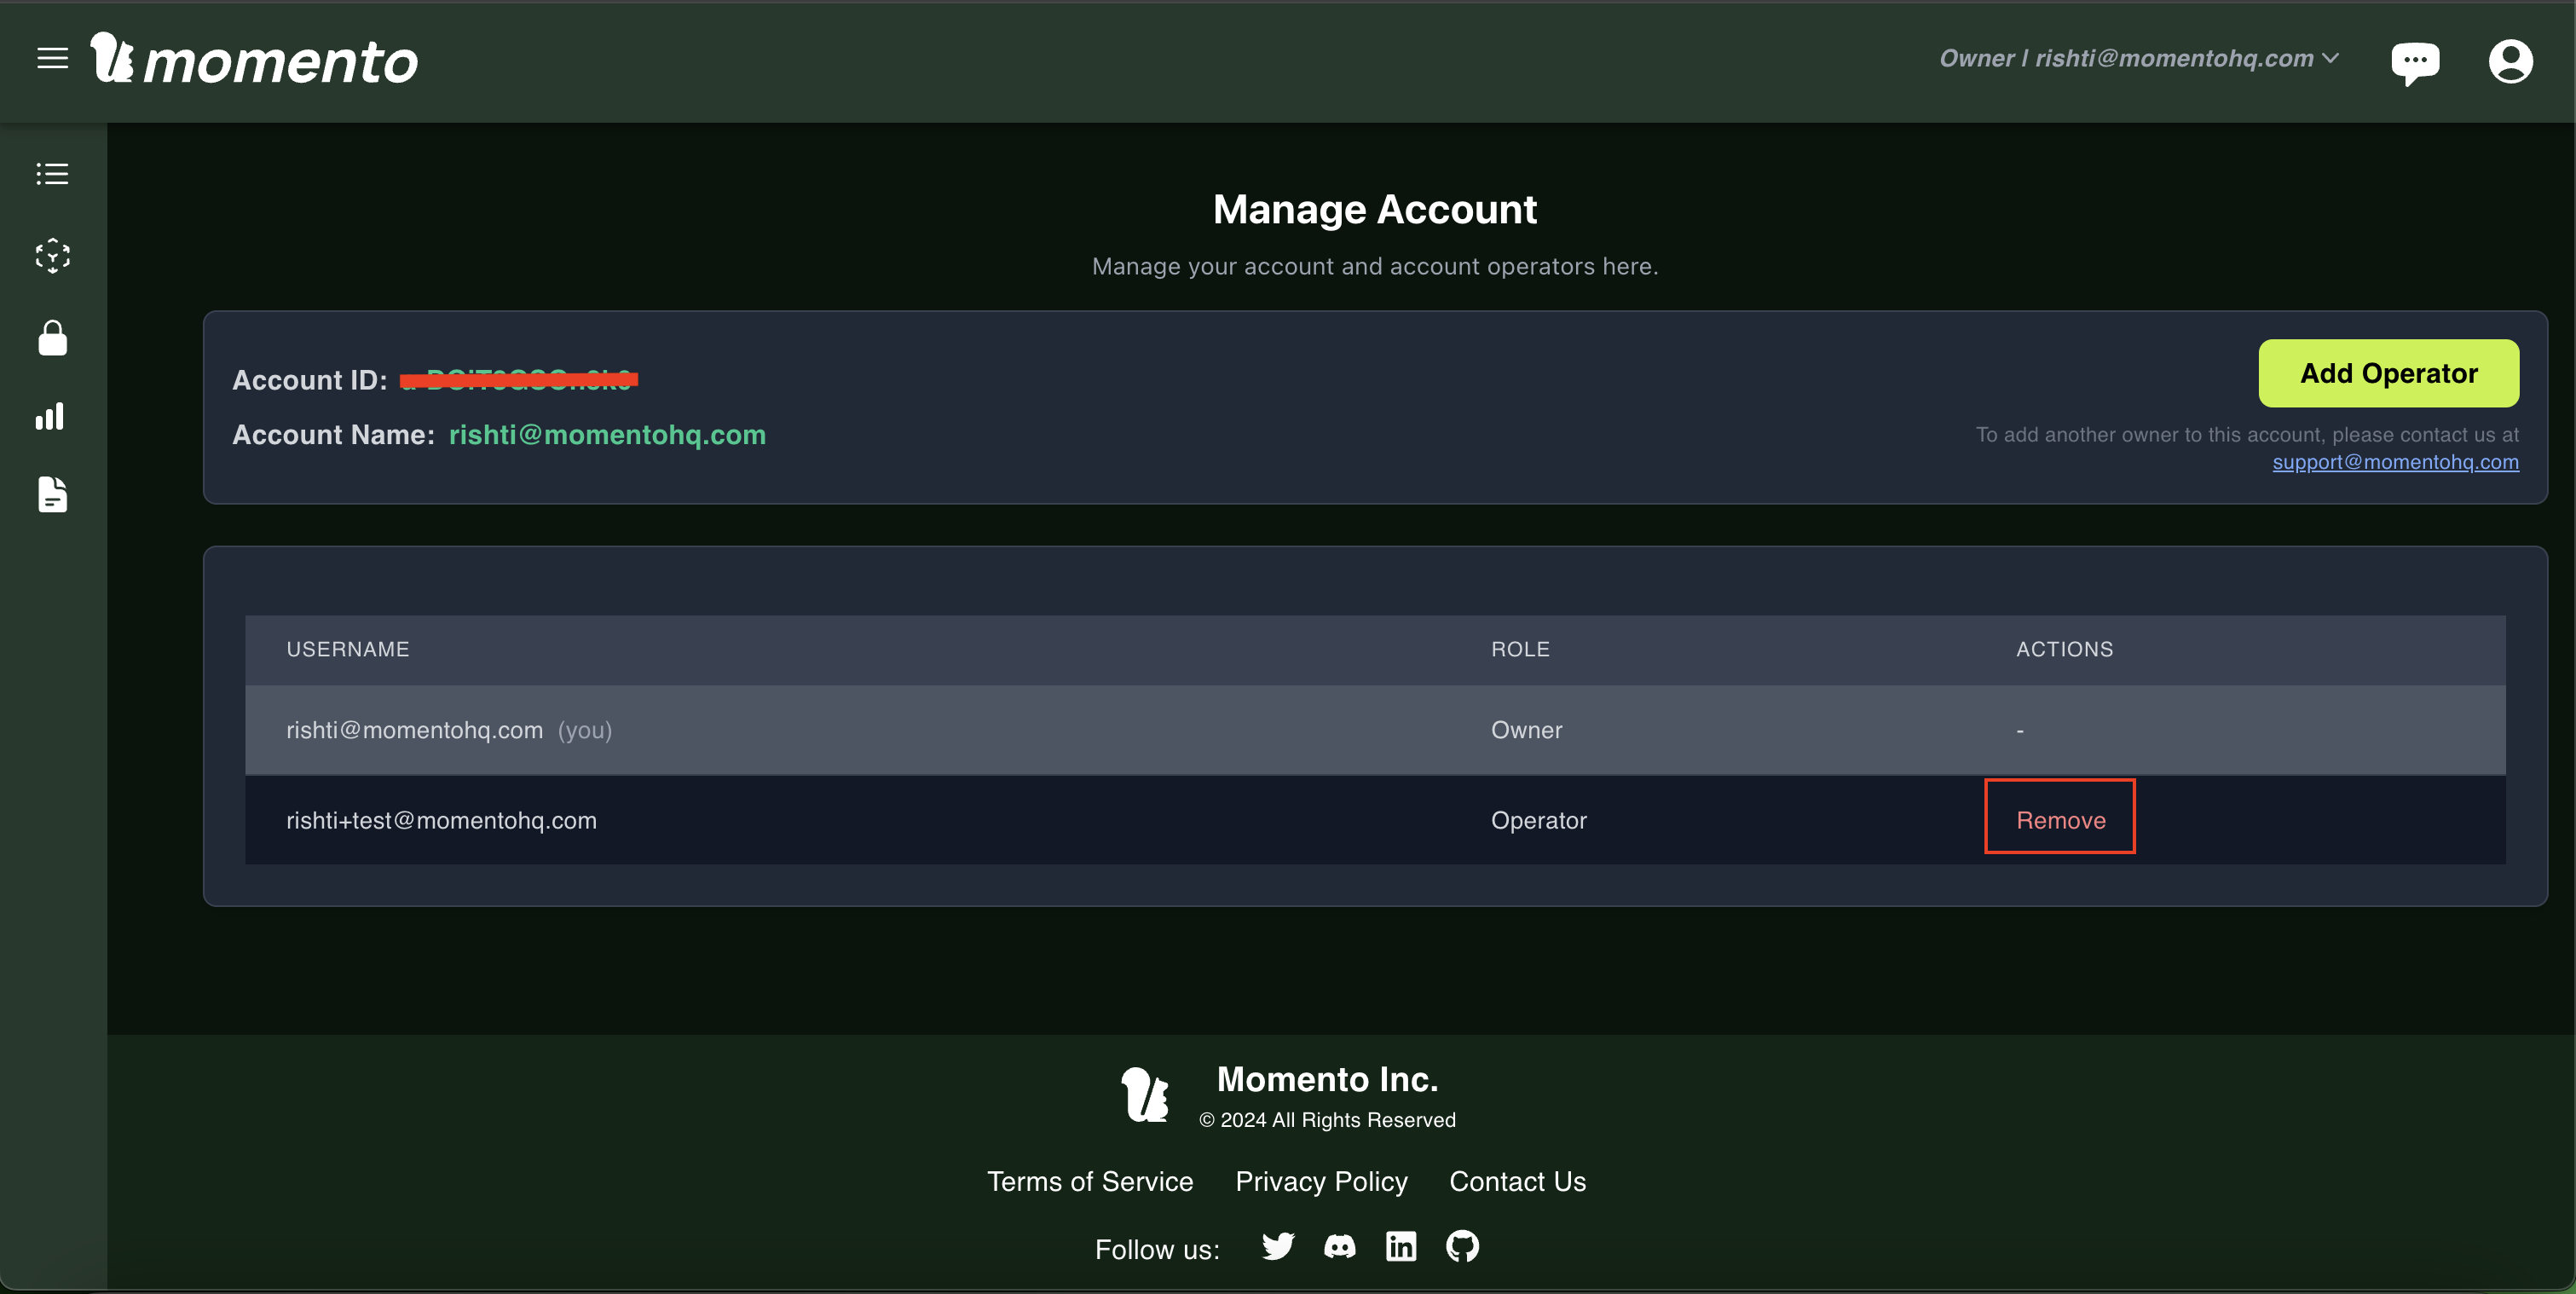 momento
Owner | rishti@momentohq.com
Manage Account
Manage your account and account operators here.
Account ID:
Account Name: rishti@momentohq.com
Add Operator
To add another owner to this account, please contact us at
support@momentohq.com
USERNAME ROLE ACTIONS
rishti@momentohq.com (you) Owner -
rishti+test@momentohq.com Operator Remove
Momento Inc.
© 2024 All Rights Reserved
Terms of Service Privacy Policy Contact Us
Follow us: